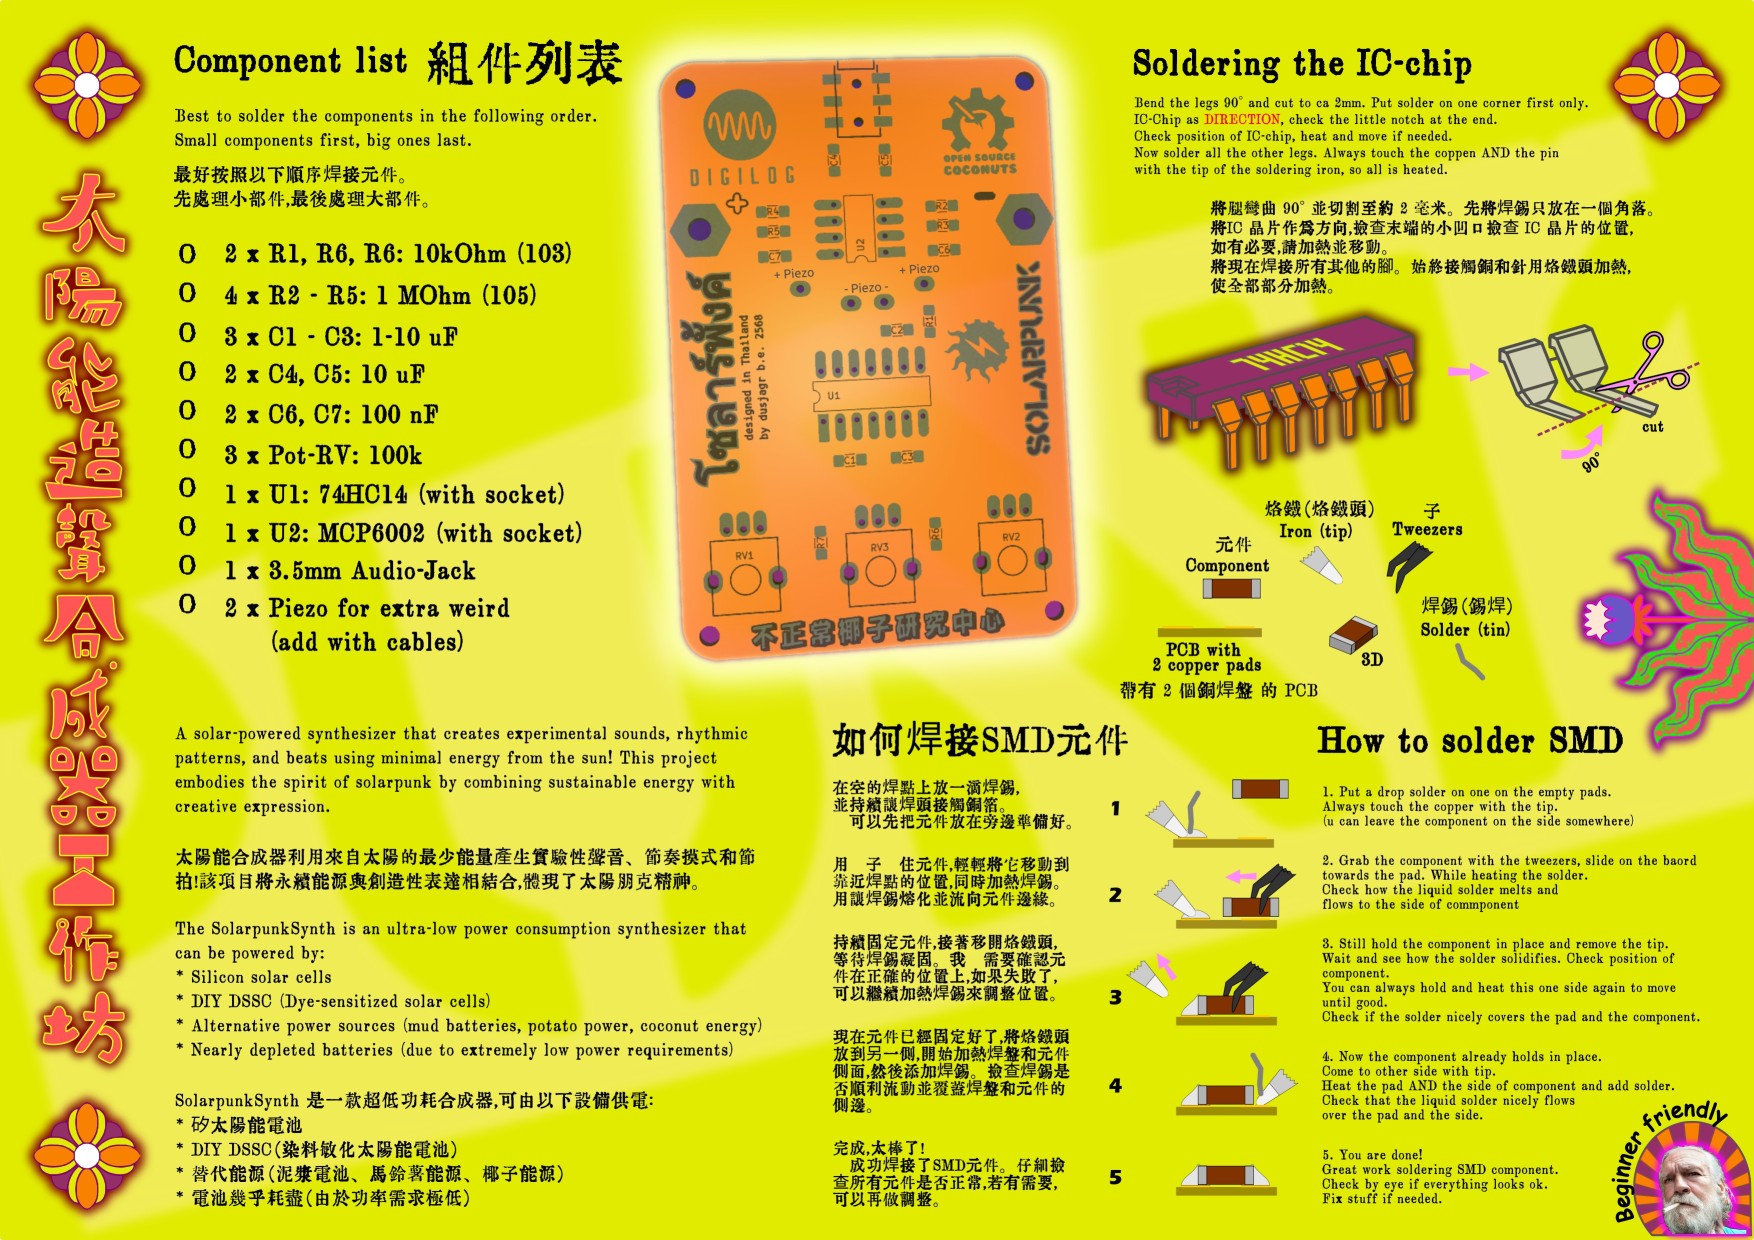 太陽能造聲合成器工作坊
Component list 組件列表
Best to solder the components in the following order.
Small components first, big ones last.
最好按照以下順序焊接元件。
先處理小部件,最後處理大部件。
O 2 x R1, R6, R6: 10kOhm (103)
O 4 x R2 - R5: 1 MOhm (105)
O 3 x C1 - C3: 1-10 uF
O 2 x C4, C5: 10 uF
O 2 x C6, C7: 100 nF
O 3 x Pot-RV: 100k
O 1 x U1: 74HC14 (with socket)
O 1 x U2: MCP6002 (with socket)
O 1 x 3.5mm Audio-Jack
O 2 x Piezo for extra weird
(add with cables)
DIGILOG
OPEN SOURCE
COCONUTS
C4
C5
R4
R5
C7
U2
R2
R3
C6
+ Piezo
- Piezo -
+ Piezo
C2
R1
โซลาร์พังค์
designed in Thailand
by dusjagr b.e. 2568
SOLARPUNK
U1
C1
C3
RV1
R7
RV3
R6
RV2
不正常椰子研究中心
Soldering the IC-chip
Bend the legs 90° and cut to ca 2mm. Put solder on one corner first only.
IC-Chip as DIRECTION, check the little notch at the end.
Check position of IC-chip, heat and move if needed.
Now solder all the other legs. Always touch the coppen AND the pin
with the tip of the soldering iron, so all is heated.
將腿彎曲 90° 並切割至約 2 毫米。先將焊錫只放在一個角落。
將IC 晶片作為方向,檢查末端的小凹口檢查 IC 晶片的位置,
如有必要,請加熱並移動。
將現在焊接所有其他的腳。始終接觸銅和針用烙鐵頭加熱,
使全部部分加熱。
74HC14
cut
90°
烙鐵(烙鐵頭)
Iron (tip)
子
Tweezers
元件
Component
焊錫(錫焊)
Solder (tin)
3D
PCB with
2 copper pads
帶有 2 個銅焊盤 的 PCB
A solar-powered synthesizer that creates experimental sounds, rhythmic
patterns, and beats using minimal energy from the sun! This project
embodies the spirit of solarpunk by combining sustainable energy with
creative expression.
太陽能合成器利用來自太陽的最少能量產生實驗性聲音、節奏模式和節
拍!該項目將永續能源與創造性表達相結合,體現了太陽朋克精神。
The SolarpunkSynth is an ultra-low power consumption synthesizer that
can be powered by:
* Silicon solar cells
* DIY DSSC (Dye-sensitized solar cells)
* Alternative power sources (mud batteries, potato power, coconut energy)
* Nearly depleted batteries (due to extremely low power requirements)
SolarpunkSynth 是一款超低功耗合成器,可由以下設備供電:
* 矽太陽能電池
* DIY DSSC(染料敏化太陽能電池)
* 替代能源(泥漿電池、馬鈴薯能源、椰子能源)
* 電池幾乎耗盡(由於功率需求極低)
如何焊接SMD元件
在空的焊點上放一滴焊錫,
並持續讓焊頭接觸銅箔。
可以先把元件放在旁邊準備好。
用 子 住元件,輕輕將它移動到
靠近焊點的位置,同時加熱焊錫。
用讓焊錫熔化並流向元件邊緣。
持續固定元件,接著移開烙鐵頭,
等待焊錫凝固。我 需要確認元
件在正確的位置上,如果失敗了,
可以繼續加熱焊錫來調整位置。
現在元件已經固定好了,將烙鐵頭
放到另一側,開始加熱焊盤和元件
側面,然後添加焊錫。檢查焊錫是
否順利流動並覆蓋焊盤和元件的
側邊。
完成,太棒了!
成功焊接了SMD元件。仔細檢
查所有元件是否正常,若有需要,
可以再做調整。
1
2
3
4
5
How to solder SMD
1. Put a drop solder on one on the empty pads.
Always touch the copper with the tip.
(u can leave the component on the side somewhere)
2. Grab the component with the tweezers, slide on the baord
towards the pad. While heating the solder.
Check how the liquid solder melts and
flows to the side of commponent
3. Still hold the component in place and remove the tip.
Wait and see how the solder solidifies. Check position of
component.
You can always hold and heat this one side again to move
until good.
Check if the solder nicely covers the pad and the component.
4. Now the component already holds in place.
Come to other side with tip.
Heat the pad AND the side of component and add solder.
Check that the liquid solder nicely flows
over the pad and the side.
5. You are done!
Great work soldering SMD component.
Check by eye if everything looks ok.
Fix stuff if needed.
Beginner friendly